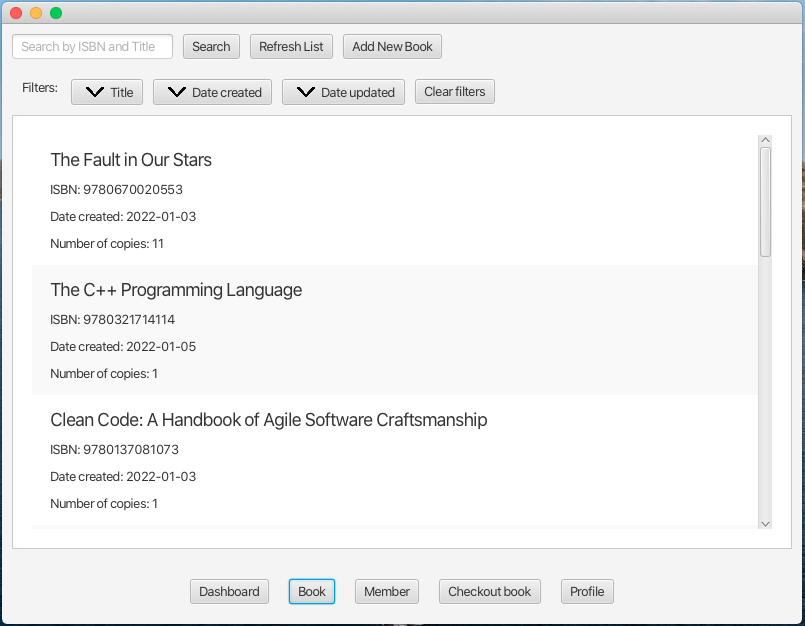 Search by ISBN and Title Search Refresh List Add New Book
Filters: Title Date created Date updated Clear filters
The Fault in Our Stars
ISBN: 9780670020553
Date created: 2022-01-03
Number of copies: 11
The C++ Programming Language
ISBN: 9780321714114
Date created: 2022-01-05
Number of copies: 1
Clean Code: A Handbook of Agile Software Craftsmanship
ISBN: 9780137081073
Date created: 2022-01-03
Number of copies: 1
Dashboard Book Member Checkout book Profile